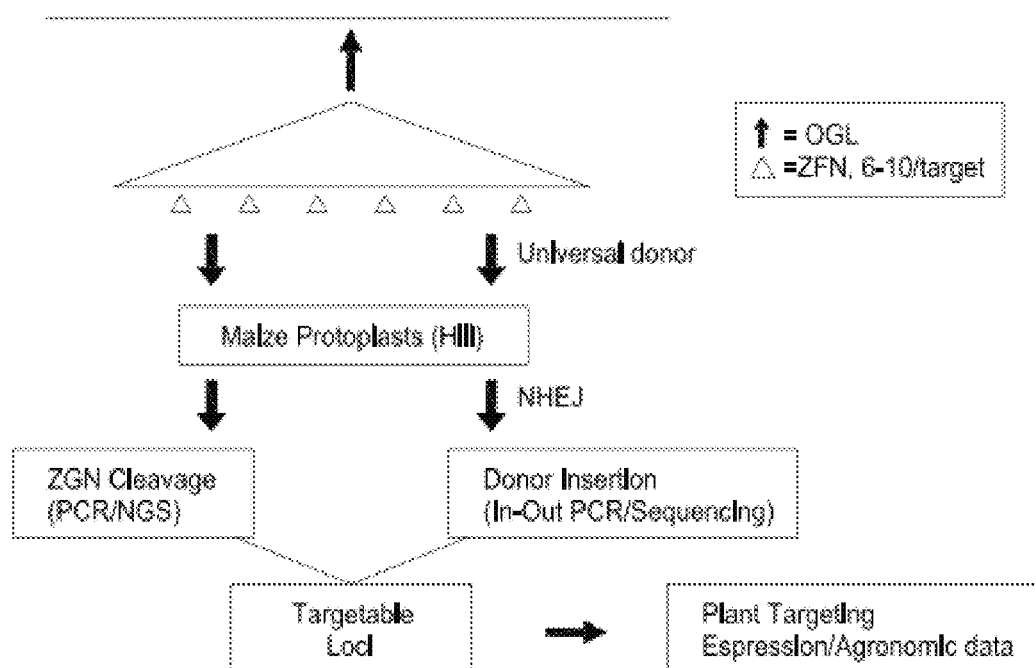 = OGL
=ZFN, 6-10/target
Universal donor
Maize Protoplasts (HiII)
NHEJ
ZGN Cleavage
(PCR/NGS)
Donor Insertion
(In-Out PCR/Sequencing)
Targetable
Loci
Plant Targeting
Espression/Agronomic data